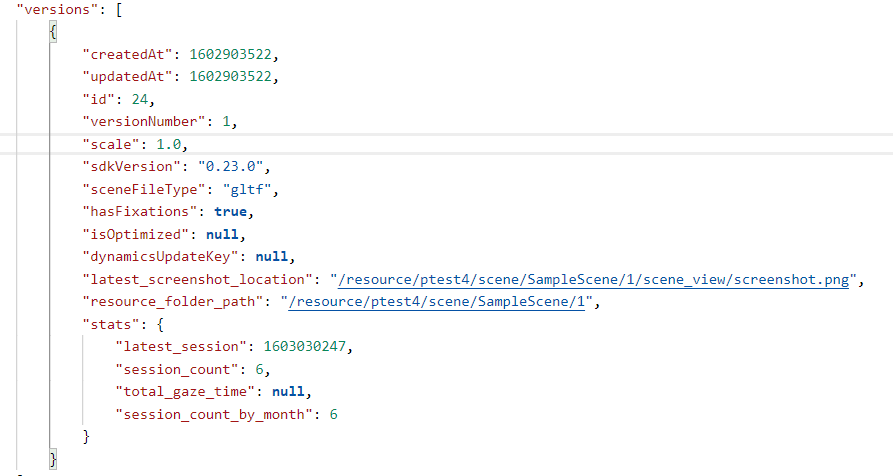 "versions": [
{
"createdAt": 1602903522,
"updatedAt": 1602903522,
"id": 24,
"versionNumber": 1,
"scale": 1.0,
"sdkVersion": "0.23.0",
"sceneFileType": "gltf",
"hasFixations": true,
"isOptimized": null,
"dynamicsUpdateKey": null,
"latest_screenshot_location": "/resource/ptest4/scene/SampleScene/1/scene_view/screenshot.png",
"resource_folder_path": "/resource/ptest4/scene/SampleScene/1",
"stats": {
"latest_session": 1603030247,
"session_count": 6,
"total_gaze_time": null,
"session_count_by_month": 6
}
}